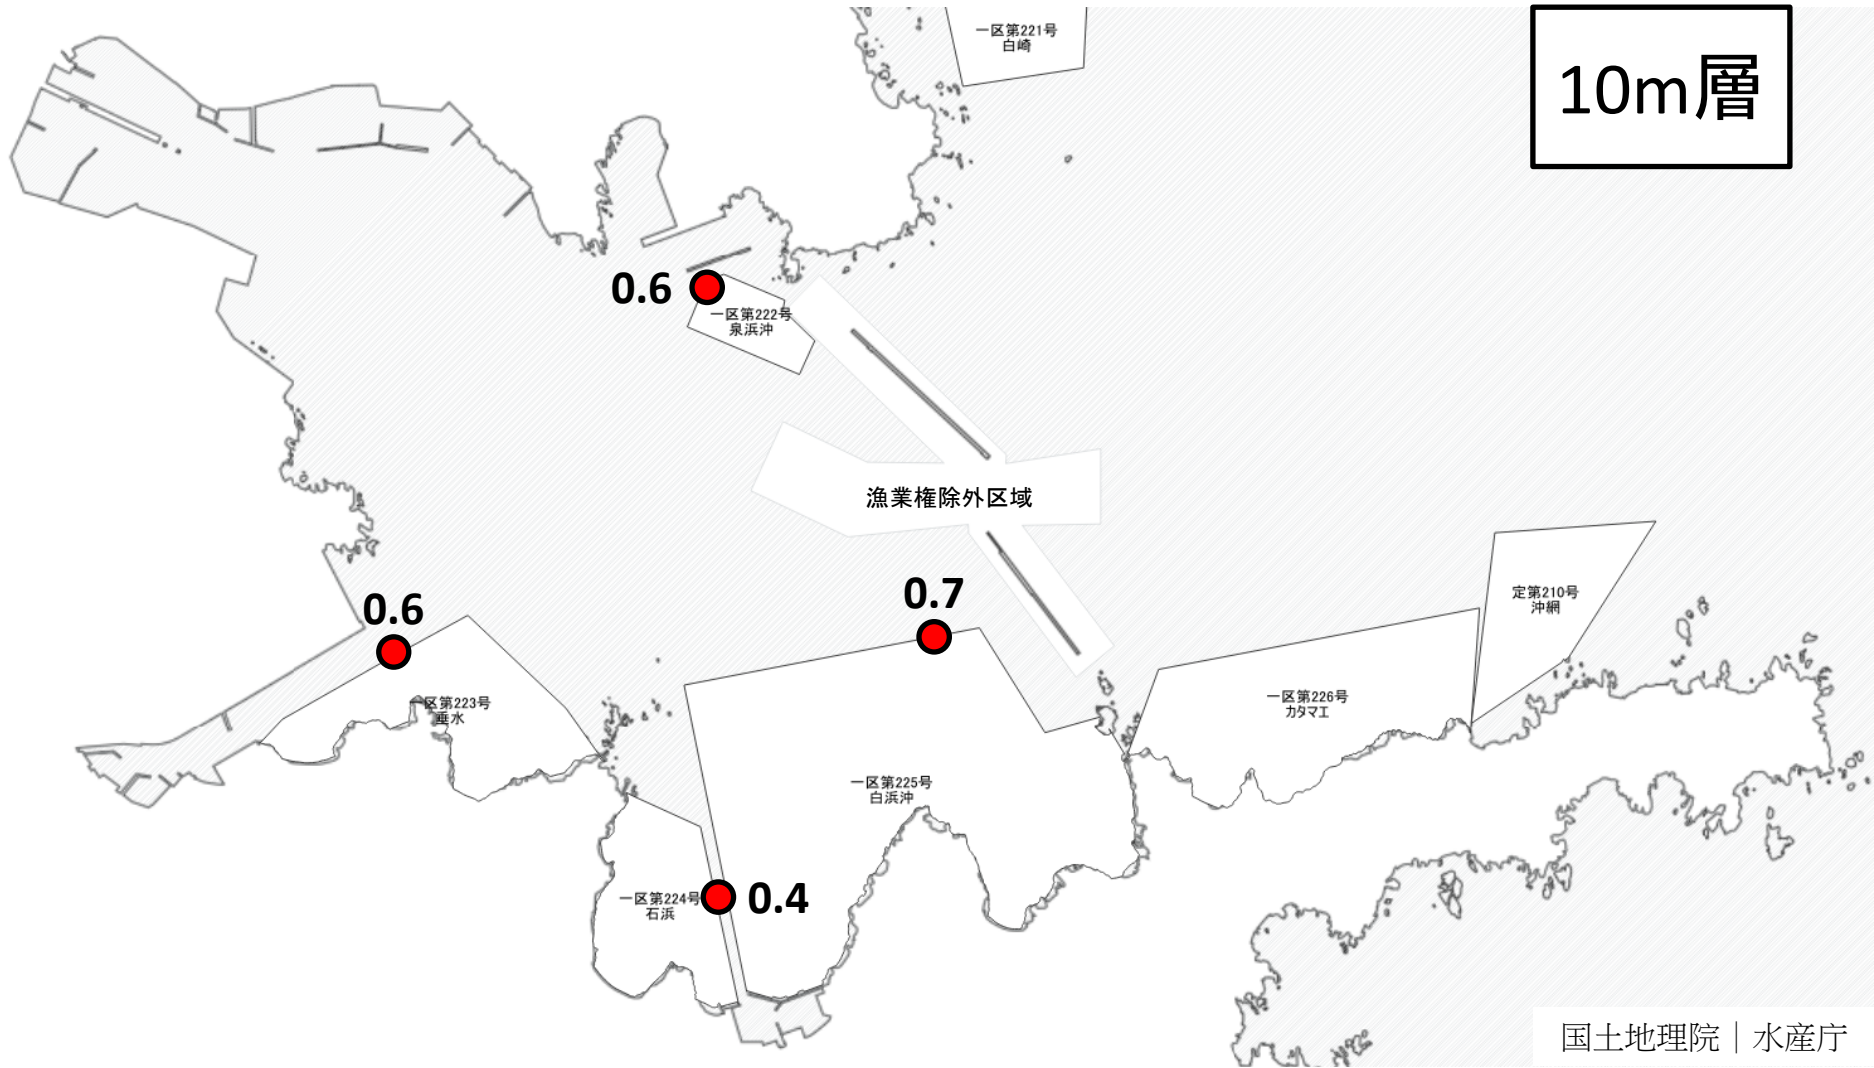 一区第221号
白崎
10m層
0.6
一区第222号
泉浜沖
漁業権除外区域
0.6
0.7
定第210号
沖網
一区第223号
垂水
一区第226号
カタマエ
一区第225号
白浜沖
一区第224号
石浜
0.4
国土地理院｜水産庁